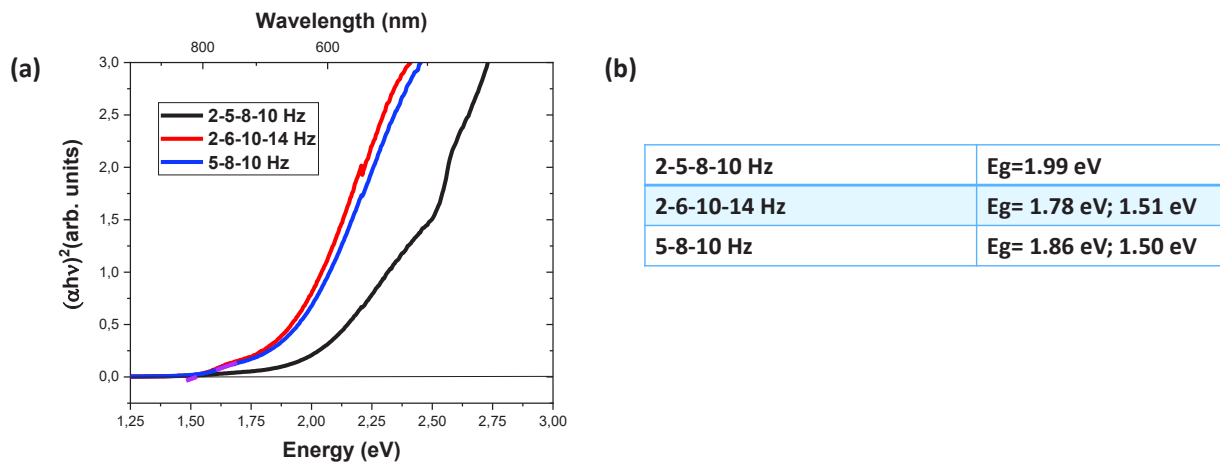 (a)
Wavelength (nm)
800 600
3,0
2,5
2,0
1,5
1,0
0,5
0,0
(αhν)²(arb. units)
2-5-8-10 Hz
2-6-10-14 Hz
5-8-10 Hz
1,25 1,50 1,75 2,00 2,25 2,50 2,75 3,00
Energy (eV)
(b)
2-5-8-10 Hz Eg=1.99 eV
2-6-10-14 Hz Eg= 1.78 eV; 1.51 eV
5-8-10 Hz Eg= 1.86 eV; 1.50 eV